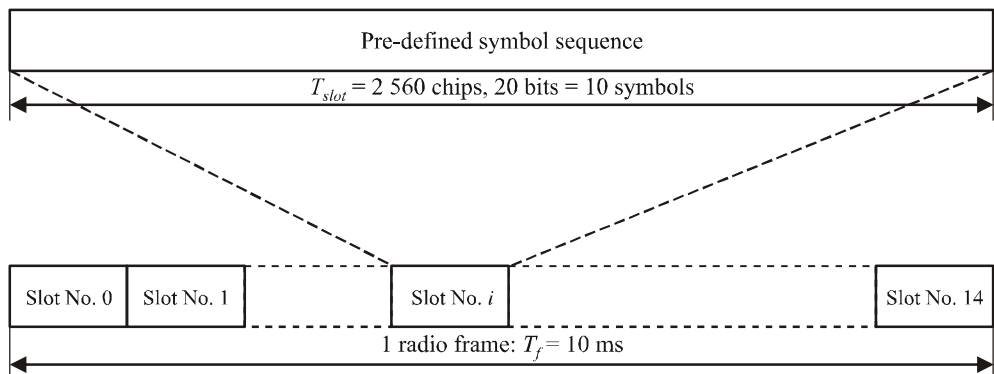 Pre-defined symbol sequence
T_slot = 2 560 chips, 20 bits = 10 symbols
Slot No. 0 Slot No. 1 Slot No. i Slot No. 14
1 radio frame: T_f = 10 ms